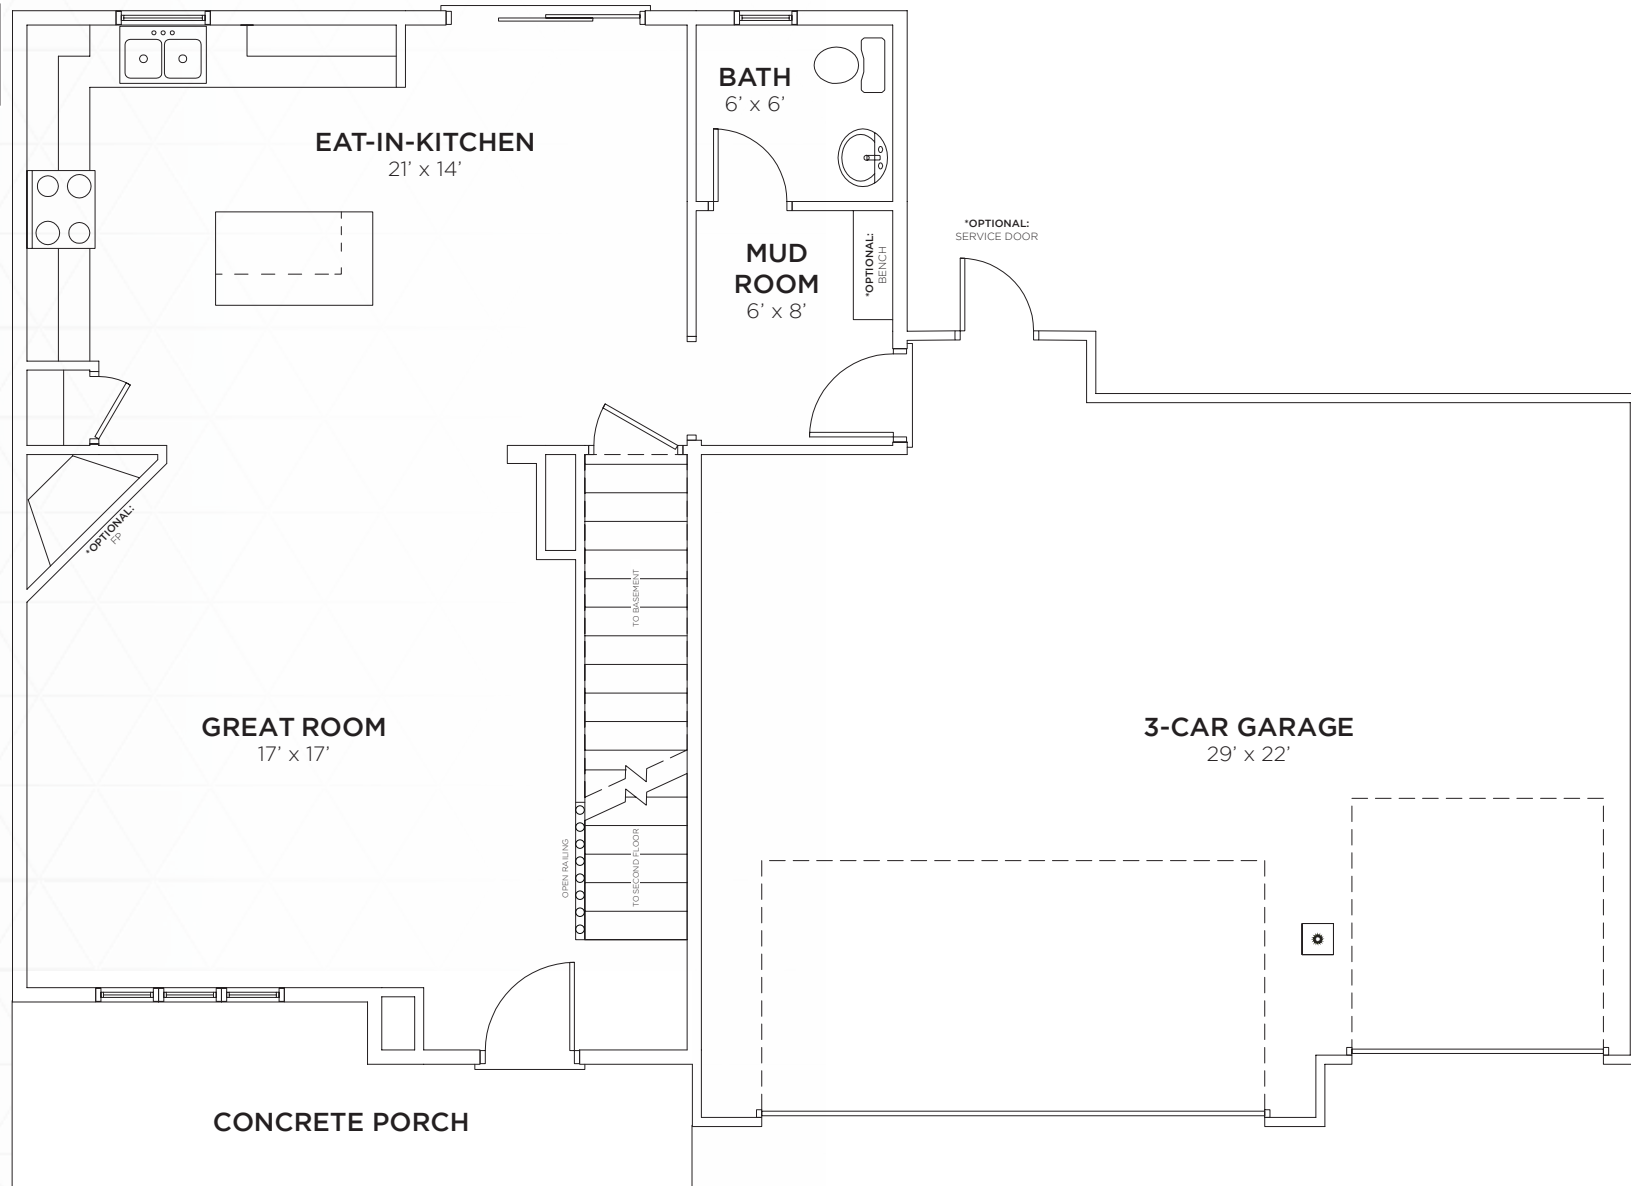 BATH
6' x 6'
EAT-IN-KITCHEN
21' x 14'
*OPTIONAL:
SERVICE DOOR
*OPTIONAL:
BENCH
MUD
ROOM
6' x 8'
*OPTIONAL:
FP
TO BASEMENT
GREAT ROOM
17' x 17'
3-CAR GARAGE
29' x 22'
OPEN RAILING
TO SECOND FLOOR
CONCRETE PORCH